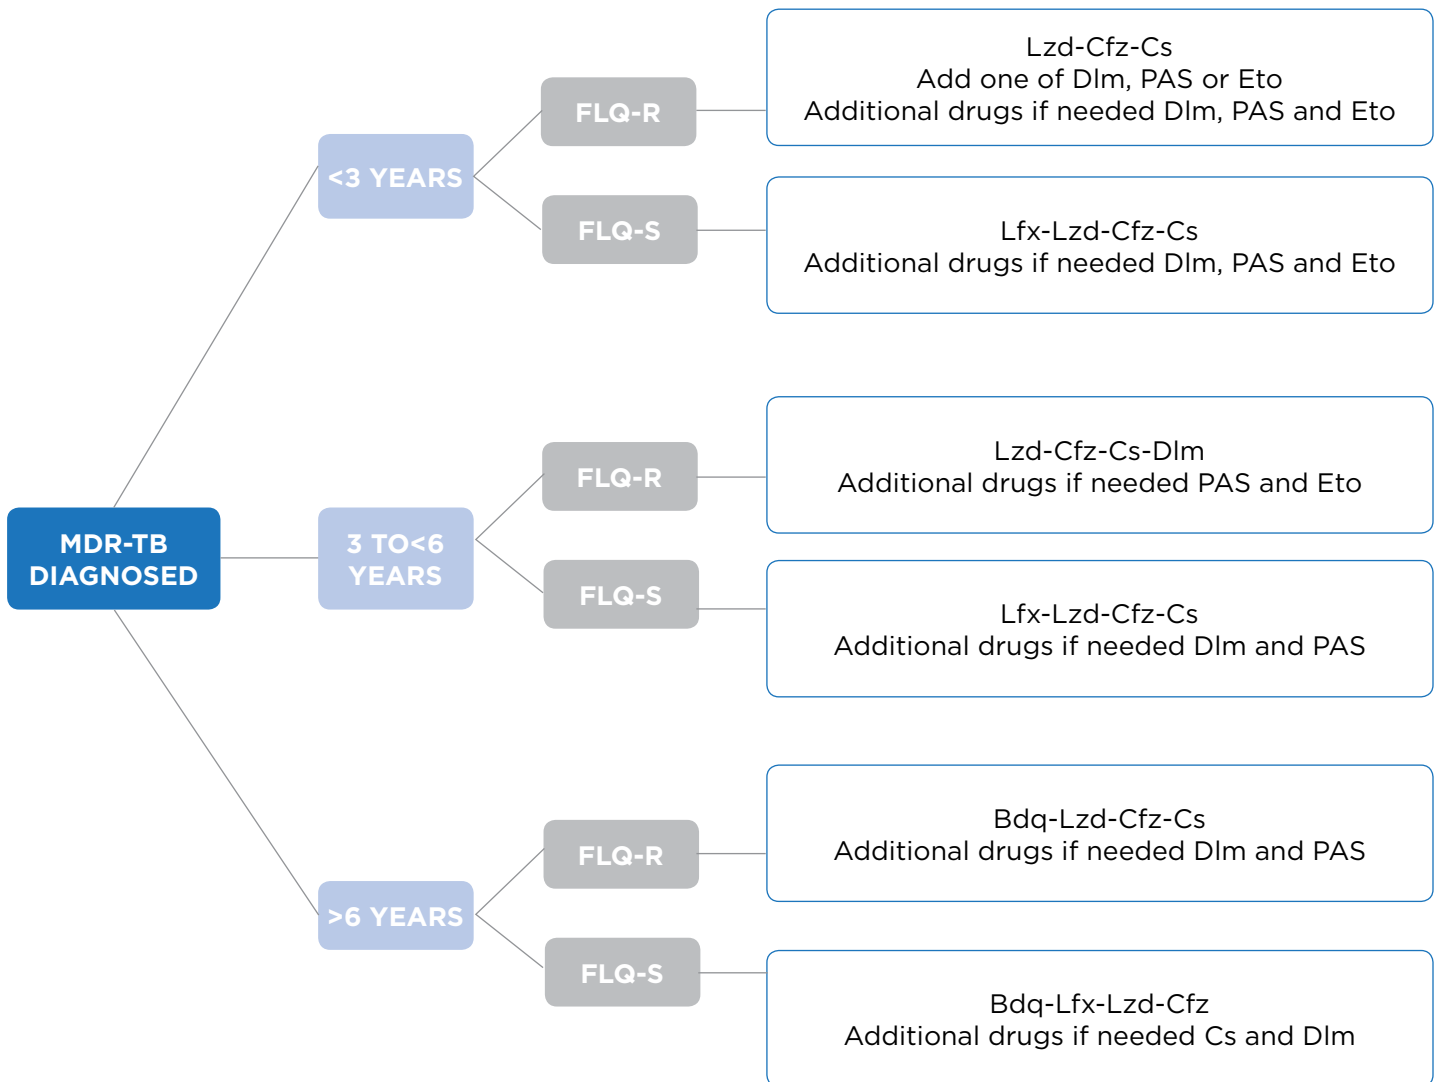 MDR-TB
DIAGNOSED
<3 YEARS
FLQ-R
Lzd-Cfz-Cs
Add one of Dlm, PAS or Eto
Additional drugs if needed Dlm, PAS and Eto
FLQ-S
Lfx-Lzd-Cfz-Cs
Additional drugs if needed Dlm, PAS and Eto
3 TO<6
YEARS
FLQ-R
Lzd-Cfz-Cs-Dlm
Additional drugs if needed PAS and Eto
FLQ-S
Lfx-Lzd-Cfz-Cs
Additional drugs if needed Dlm and PAS
>6 YEARS
FLQ-R
Bdq-Lzd-Cfz-Cs
Additional drugs if needed Dlm and PAS
FLQ-S
Bdq-Lfx-Lzd-Cfz
Additional drugs if needed Cs and Dlm